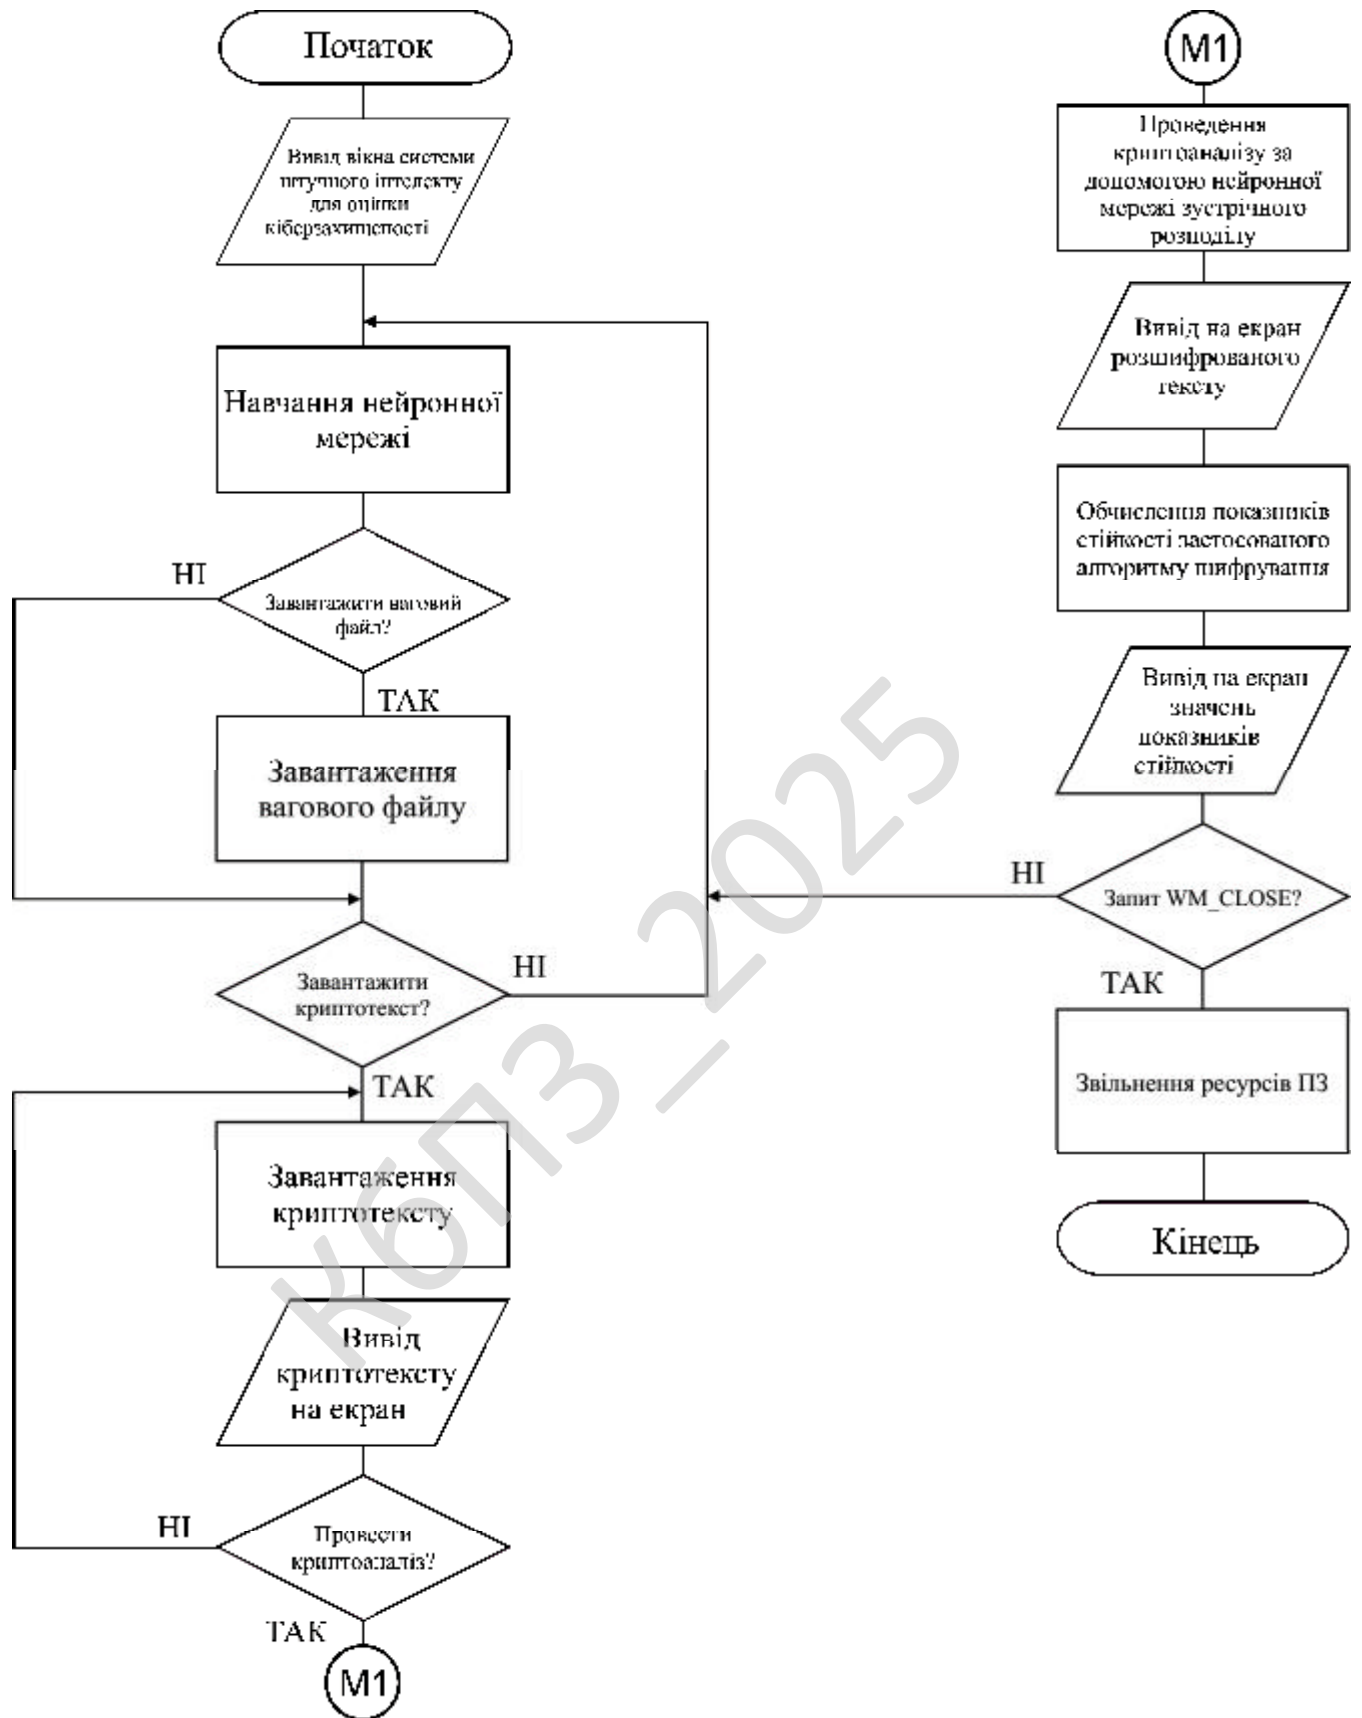 Початок
Вивід вікна системи
штучного інтелекту
для оцінки
кіберзахищеності
Навчання нейронної
мережі
НІ
Завантажити ваговий
файл?
ТАК
Завантаження
вагового файлу
Завантажити
криптотекст?
НІ
ТАК
Завантаження
криптотексту
Вивід
криптотексту
на екран
НІ
Провести
криптоаналіз?
ТАК
М1
М1
Проведення
криптоаналізу за
допомогою нейронної
мережі зустрічного
розподілу
Вивід на екран
розшифрованого
тексту
Обчислення показників
стійкості застосованого
алгоритму шифрування
Вивід на екран
значень
показників
стійкості
НІ
Запит WM_CLOSE?
ТАК
Звільнення ресурсів ПЗ
Кінець
КбПЗ_2025